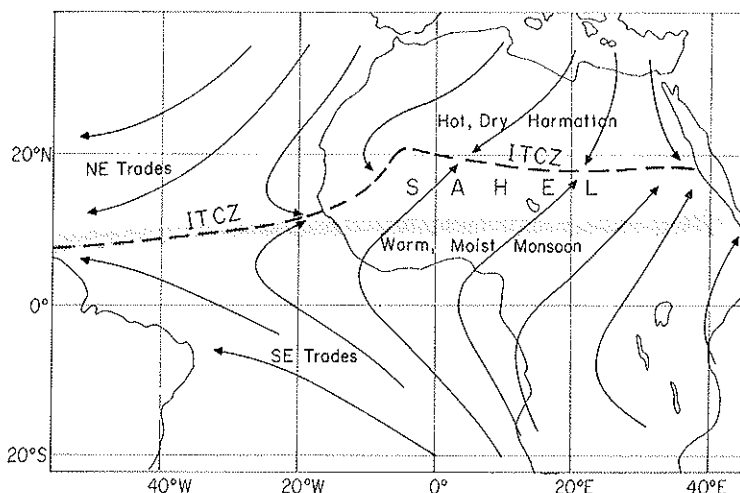 Hot, Dry Harmation
20°N
ITCZ
NE Trades
S A H E L
ITCZ
Warm, Moist Monsoon
0°
SE Trades
20°S
40°W 20°W 0° 20°E 40°E